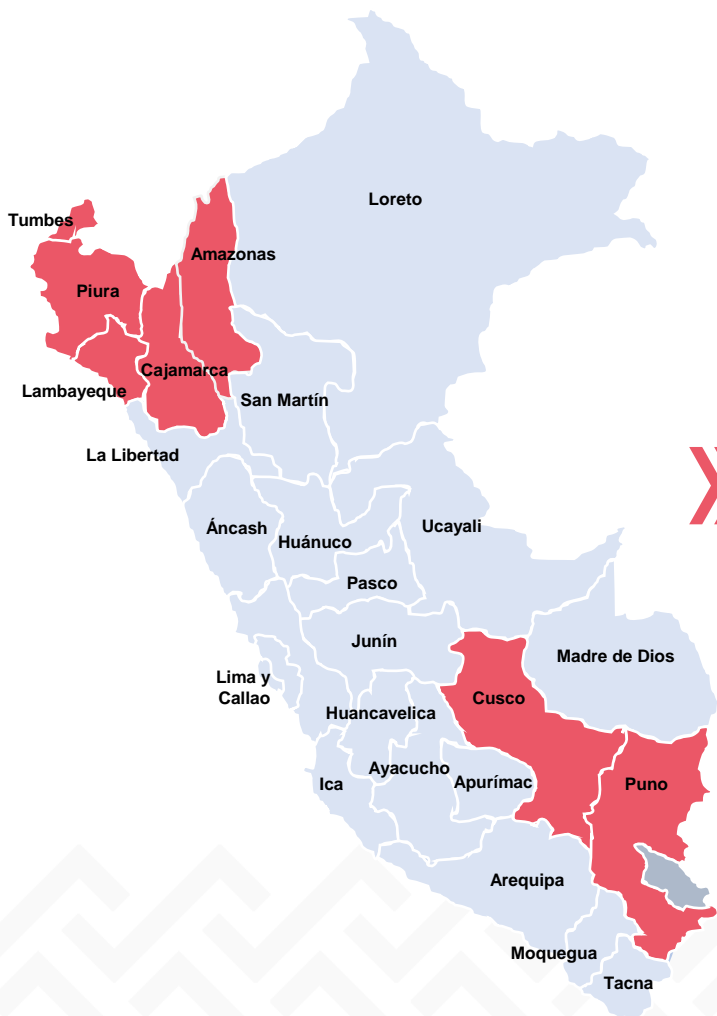 Loreto
Tumbes
Amazonas
Piura
Cajamarca
Lambayeque
San Martín
La Libertad
Áncash
Ucayali
Huánuco
Pasco
Junín
Madre de Dios
Lima y
Callao
Cusco
Huancavelica
Ayacucho
Apurímac
Ica
Puno
Arequipa
Moquegua
Tacna